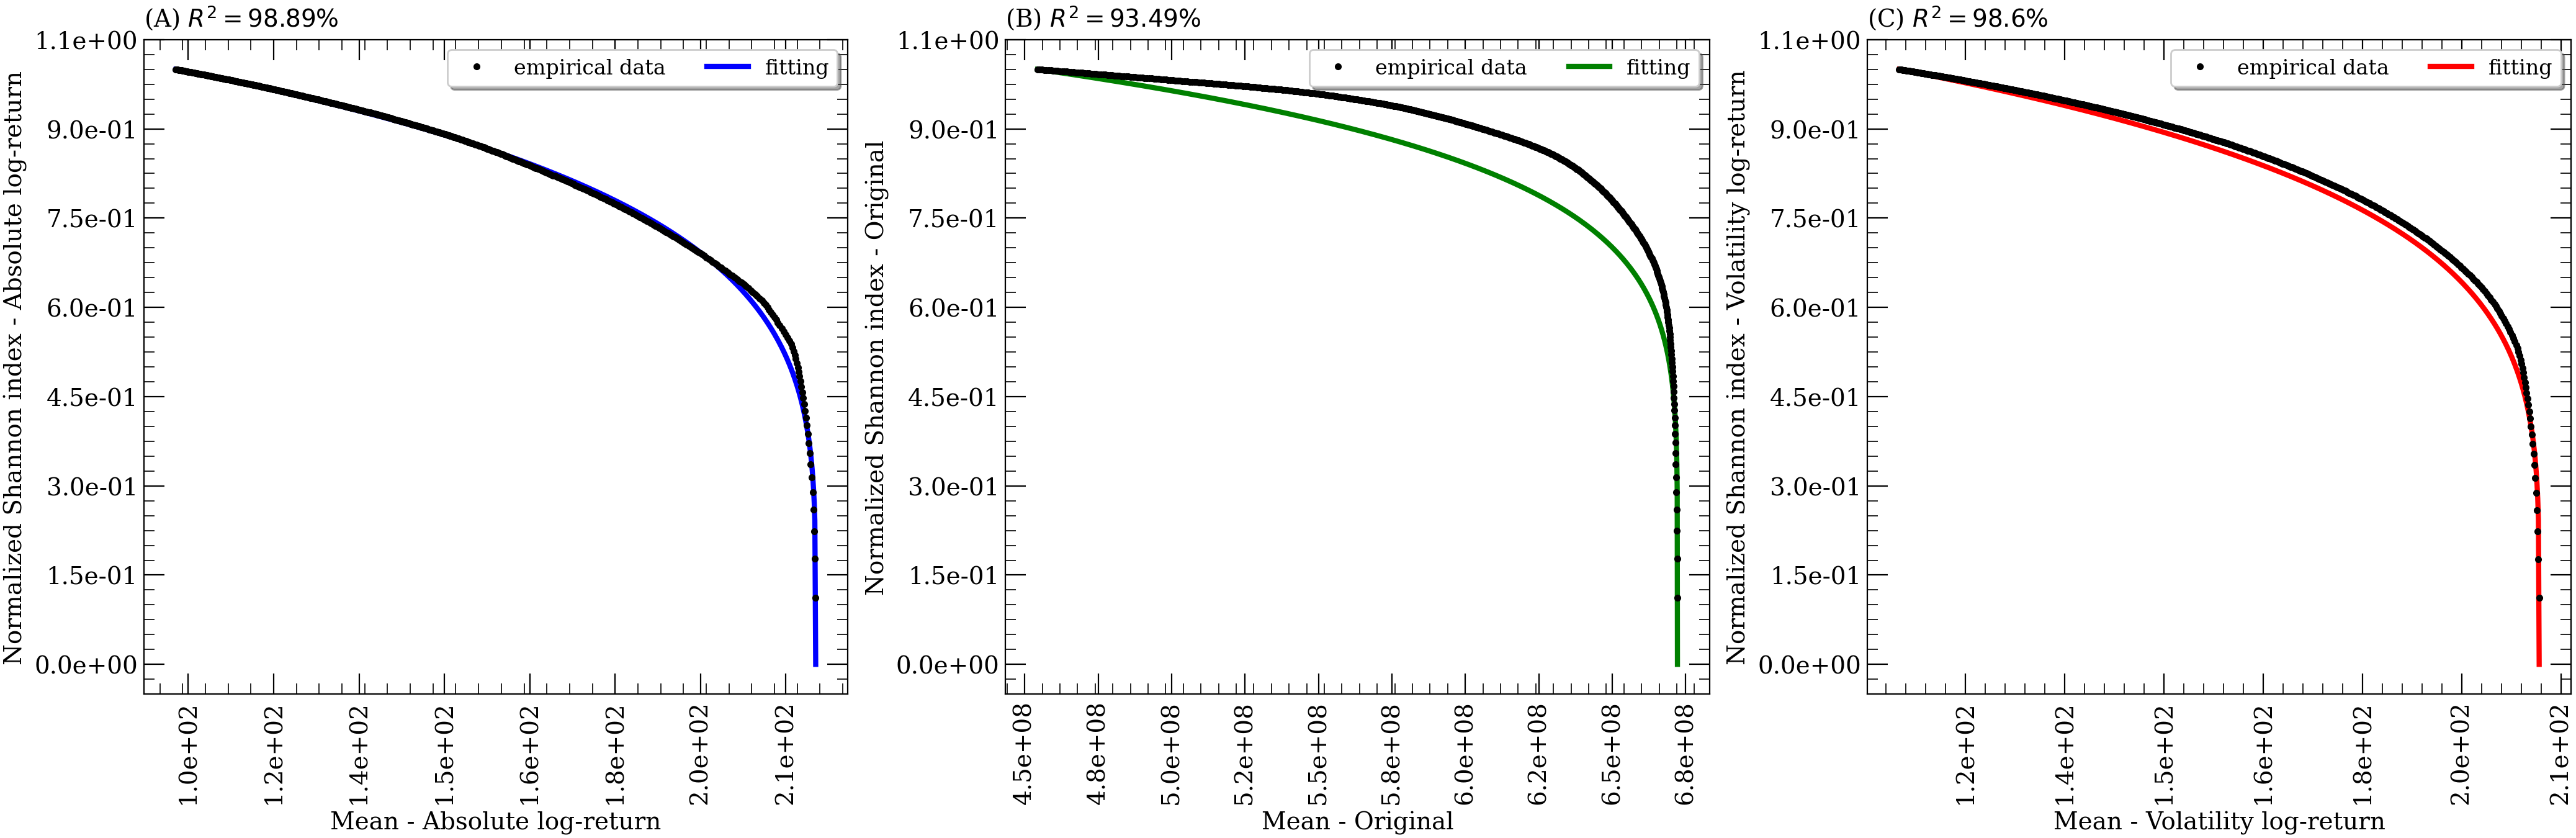 (A) R² = 98.89%
1.1e+00
9.0e-01
7.5e-01
6.0e-01
4.5e-01
3.0e-01
1.5e-01
0.0e+00
Normalized Shannon index - Absolute log-return
empirical data
fitting
1.0e+02
1.2e+02
1.4e+02
1.5e+02
1.6e+02
1.8e+02
2.0e+02
2.1e+02
Mean - Absolute log-return
(B) R² = 93.49%
1.1e+00
9.0e-01
7.5e-01
6.0e-01
4.5e-01
3.0e-01
1.5e-01
0.0e+00
Normalized Shannon index - Original
empirical data
fitting
4.5e+08
4.8e+08
5.0e+08
5.2e+08
5.5e+08
5.8e+08
6.0e+08
6.2e+08
6.5e+08
6.8e+08
Mean - Original
(C) R² = 98.6%
1.1e+00
9.0e-01
7.5e-01
6.0e-01
4.5e-01
3.0e-01
1.5e-01
0.0e+00
Normalized Shannon index - Volatility log-return
empirical data
fitting
1.2e+02
1.4e+02
1.5e+02
1.6e+02
1.8e+02
2.0e+02
2.1e+02
Mean - Volatility log-return